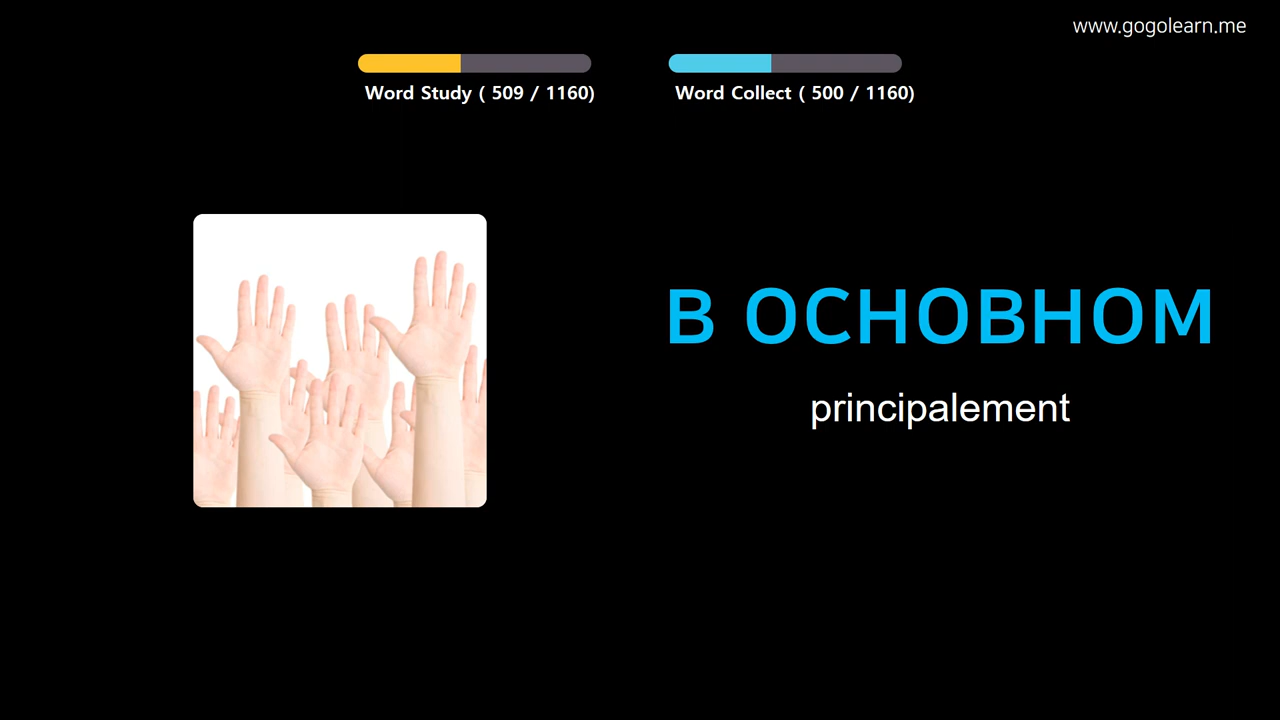 www.gogolearn.me
Word Study ( 509 / 1160)
Word Collect ( 500 / 1160)
В ОСНОВНОМ
principalement